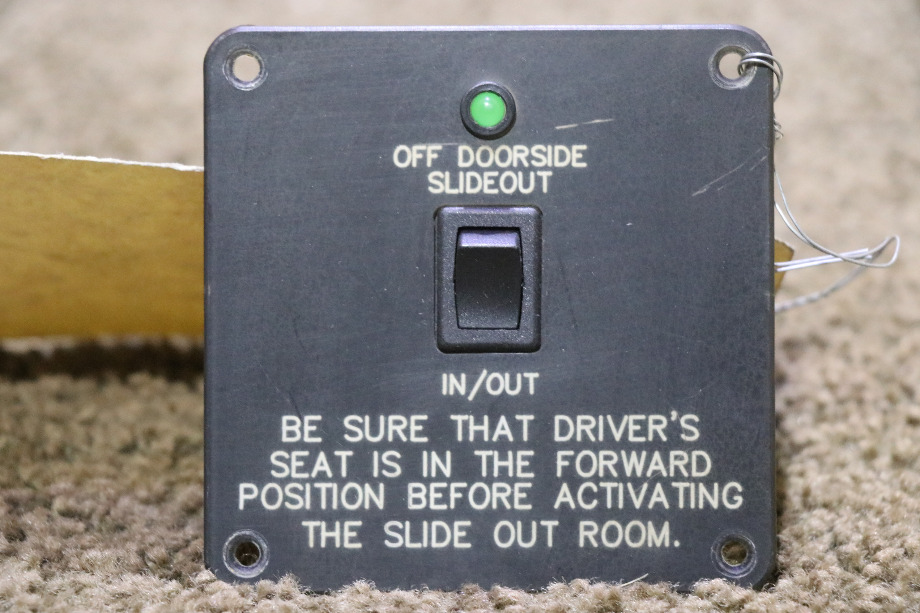 OFF DOORSIDE
SLIDEOUT
IN/OUT
BE SURE THAT DRIVER'S
SEAT IS IN THE FORWARD
POSITION BEFORE ACTIVATING
THE SLIDE OUT ROOM.